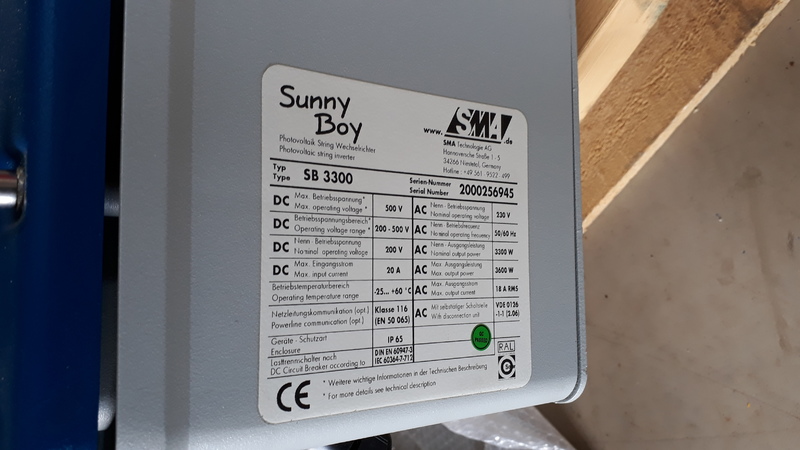 Sunny
Boy
Photovoltaik String Wechselrichter
Photovoltaic string inverter
www. SMA .de
SMA Technologie AG
Hannoversche Straße 1 - 5
34266 Niestetal, Germany
Hotline : +49 561 - 9522 - 499
Typ
Type SB 3300
Serien-Nummer
Serial Number 2000256945
DC Max. Betriebsspannung*
Max. operating voltage * 500 V
AC Nenn - Betriebsspannung
Nominal operating voltage 230 V
DC Betriebsspannungsbereich*
Operating voltage range * 200 - 500 V
AC Nenn - Betriebsfrequenz
Nominal operating frequency 50/60 Hz
DC Nenn - Betriebsspannung
Nominal operating voltage 200 V
AC Nenn - Ausgangsleistung
Nominal output power 3300 W
DC Max. Eingangsstrom
Max. input current 20 A
AC Max. Ausgangsleistung
Max. output power 3600 W
Betriebstemperaturbereich
Operating temperature range -25... +60 °C
AC Max. Ausgangsstrom
Max. output current 18 A RMS
Netzleitungskommunikation (opt.)
Powerline communication (opt.) Klasse 116
(EN 50 065)
AC Mit selbsttätiger Schaltstelle
With disconnection unit VDE 0126
-1-1 (2.06)
Geräte - Schutzart
Enclosure IP 65
Lasttrennschalter nach
DC Circuit Breaker according to DIN EN 60947-3
IEC 60364-7-712
RAL
CE
* Weitere wichtige Informationen in der Technischen Beschreibung
* For more details see technical description